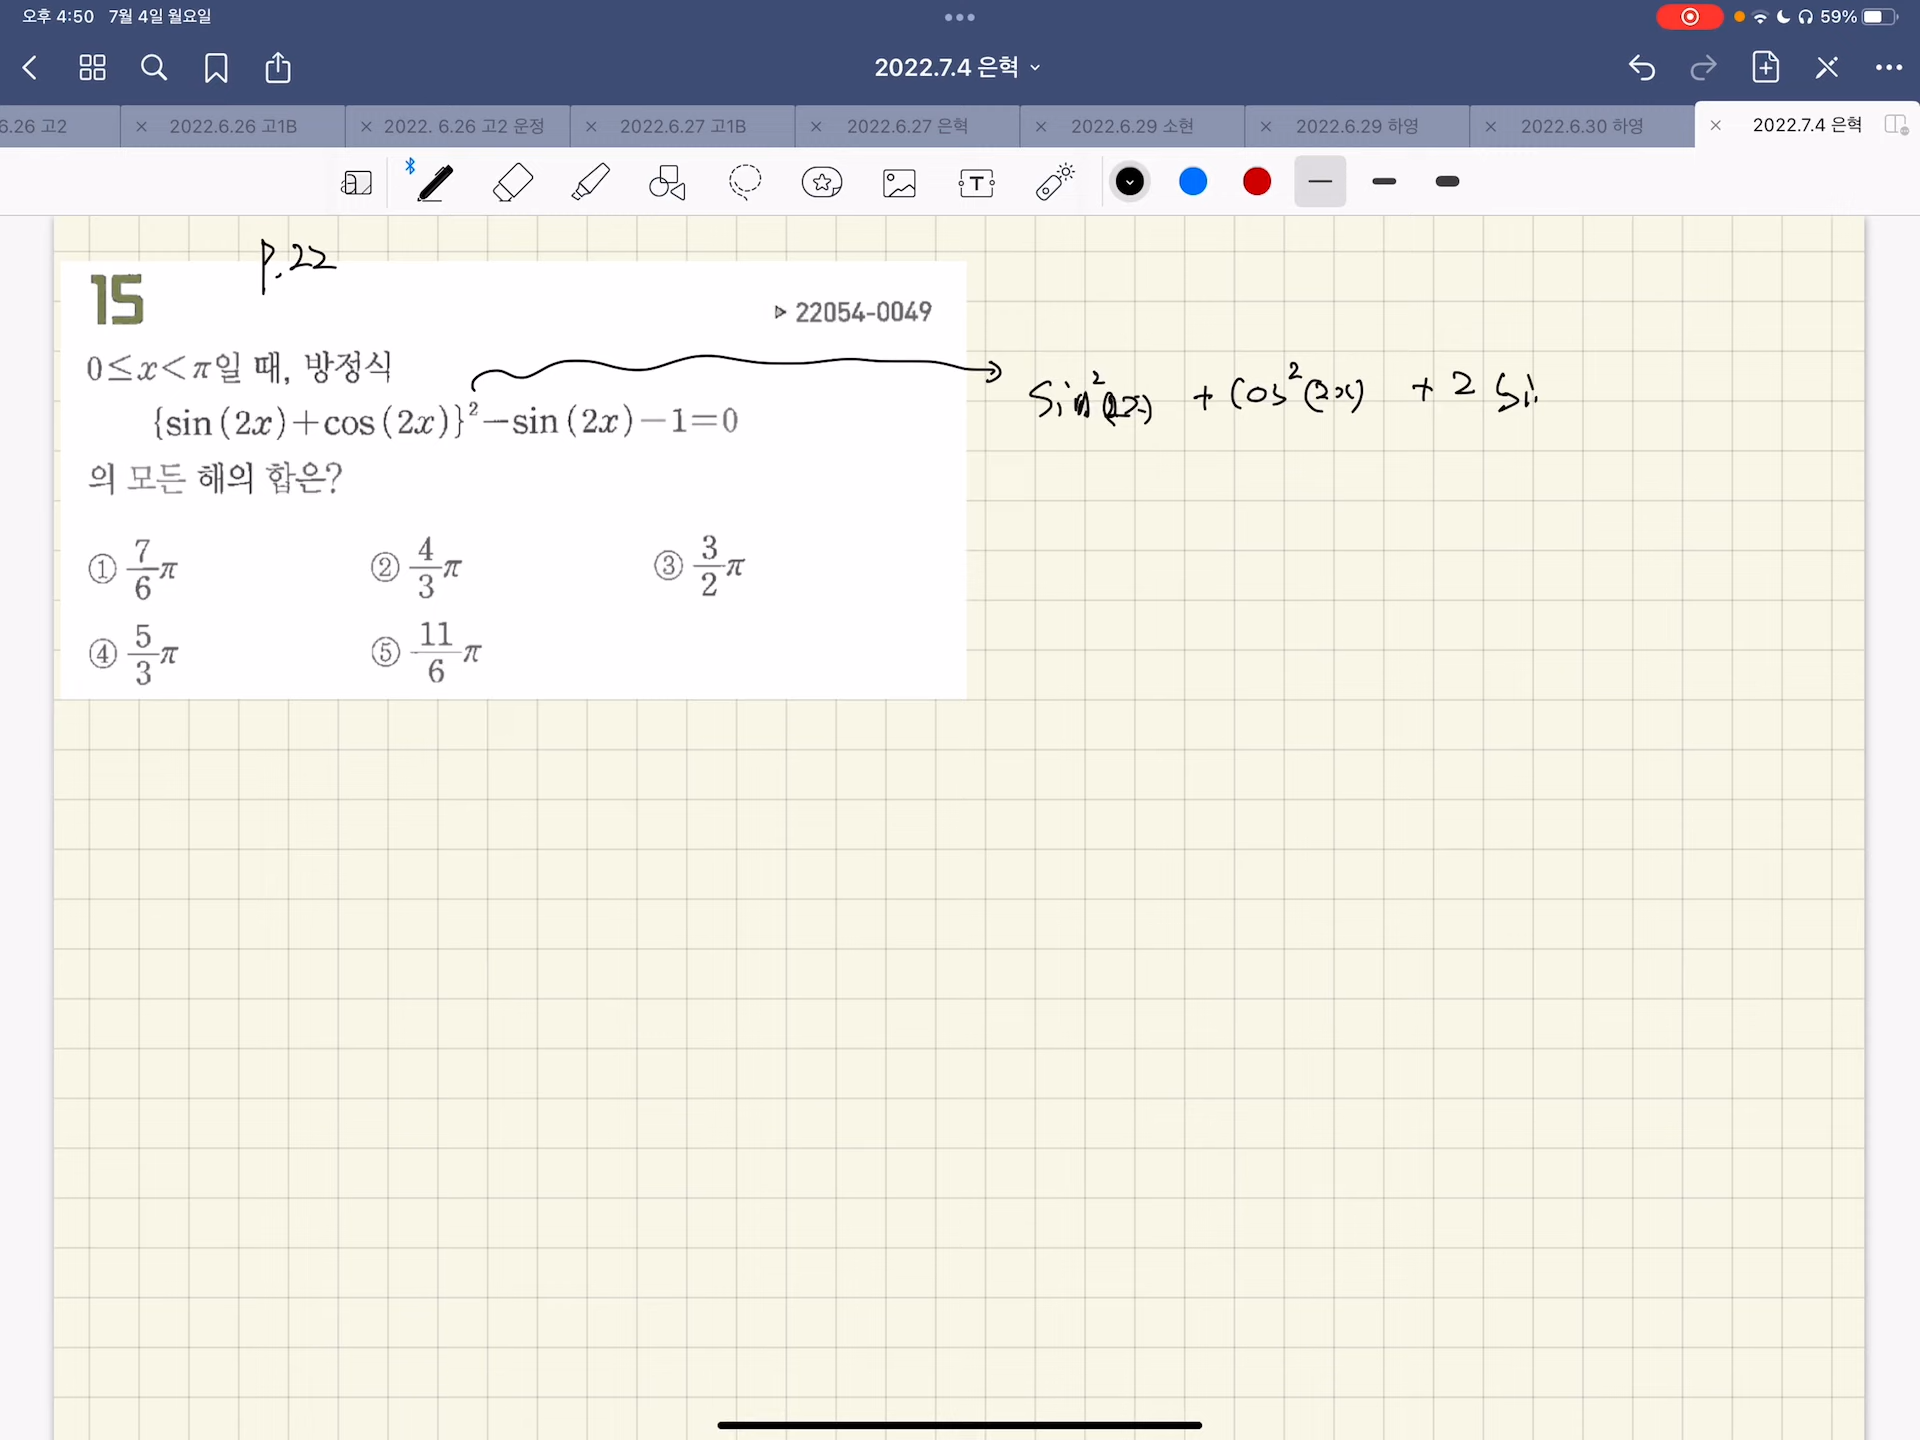 오후 4:50 7월 4일 월요일
59%
2022.7.4 은혁
6.26 고2
2022.6.26 고1B
2022. 6.26 고2 운정
2022.6.27 고1B
2022.6.27 은혁
2022.6.29 소현
2022.6.29 하영
2022.6.30 하영
2022.7.4 은혁
p.22
15
▷ 22054-0049
0≤x<π일 때, 방정식
{sin(2x)+cos(2x)}²−sin(2x)−1=0
의 모든 해의 합은?
① 7/6 π ② 4/3 π ③ 3/2 π
④ 5/3 π ⑤ 11/6 π
sin²(2x) + cos²(2x) + 2 si